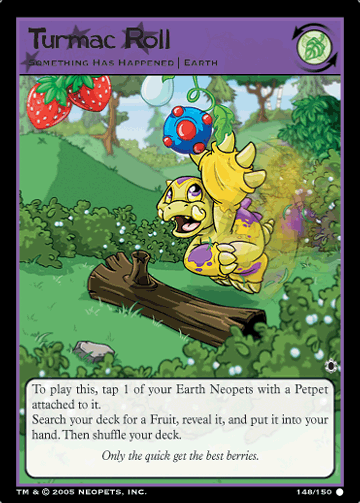 Turmac Roll
Something Has Happened | Earth
To play this, tap 1 of your Earth Neopets with a Petpet
attached to it.
Search your deck for a Fruit, reveal it, and put it into your
hand. Then shuffle your deck.
Only the quick get the best berries.
TM & © 2005 NEOPETS, INC.
148/150